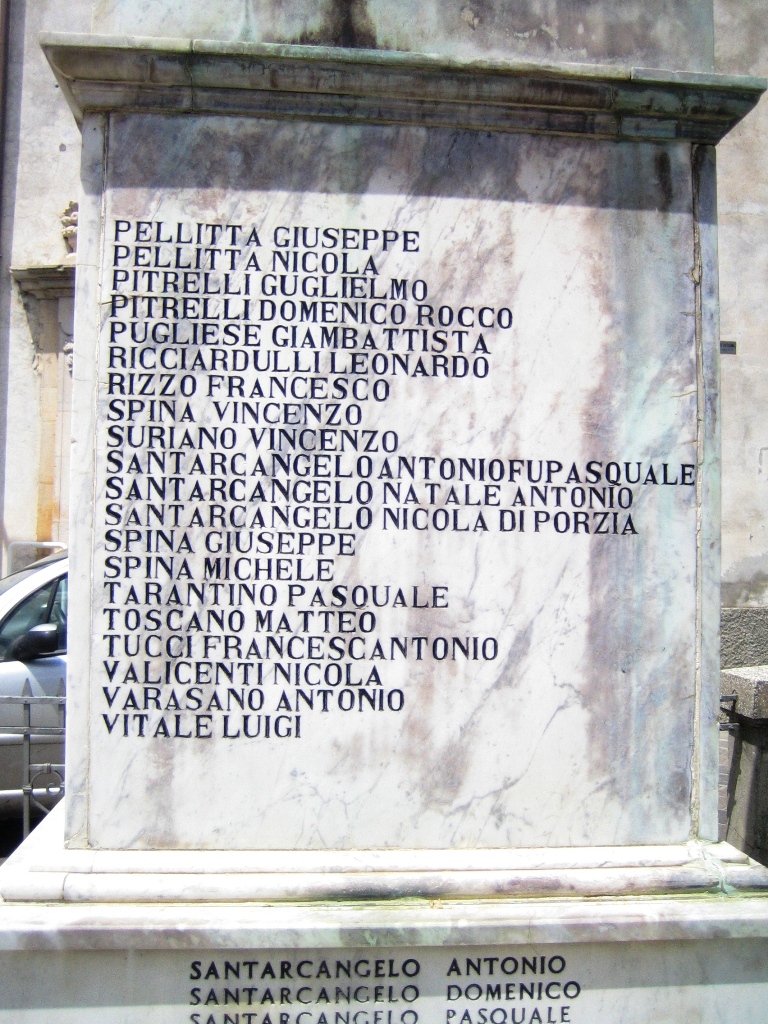 PELLITTA GIUSEPPE
PELLITTA NICOLA
PITRELLI GUGLIELMO
PITRELLI DOMENICO ROCCO
PUGLIESE GIAMBATTISTA
RICCIARDULLI LEONARDO
RIZZO FRANCESCO
SPINA VINCENZO
SURIANO VINCENZO
SANTARCANGELO ANTONIO FU PASQUALE
SANTARCANGELO NATALE ANTONIO
SANTARCANGELO NICOLA DI PORZIA
SPINA GIUSEPPE
SPINA MICHELE
TARANTINO PASQUALE
TOSCANO MATTEO
TUCCI FRANCESCANTONIO
VALICENTI NICOLA
VARASANO ANTONIO
VITALE LUIGI
SANTARCANGELO ANTONIO
SANTARCANGELO DOMENICO
SANTARCANGELO PASQUALE